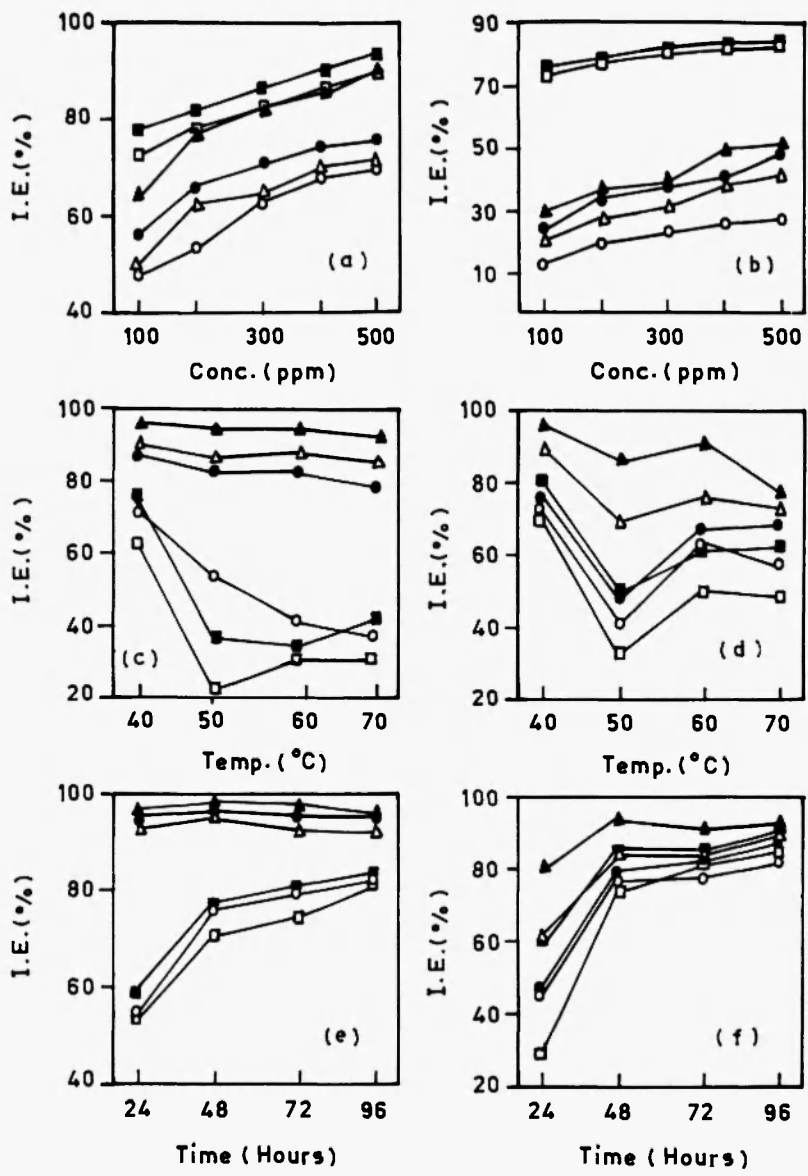 100
80
60
40
I.E.(%)
(a)
100 300 500
Conc.(ppm)
90
70
50
30
10
I.E.(%)
(b)
100 300 500
Conc.(ppm)
100
80
60
40
20
I.E.(%)
(c)
40 50 60 70
Temp.(°C)
100
80
60
40
20
I.E.(%)
(d)
40 50 60 70
Temp.(°C)
100
80
60
40
I.E.(%)
(e)
24 48 72 96
Time (Hours)
100
80
60
40
20
I.E.(%)
(f)
24 48 72 96
Time (Hours)